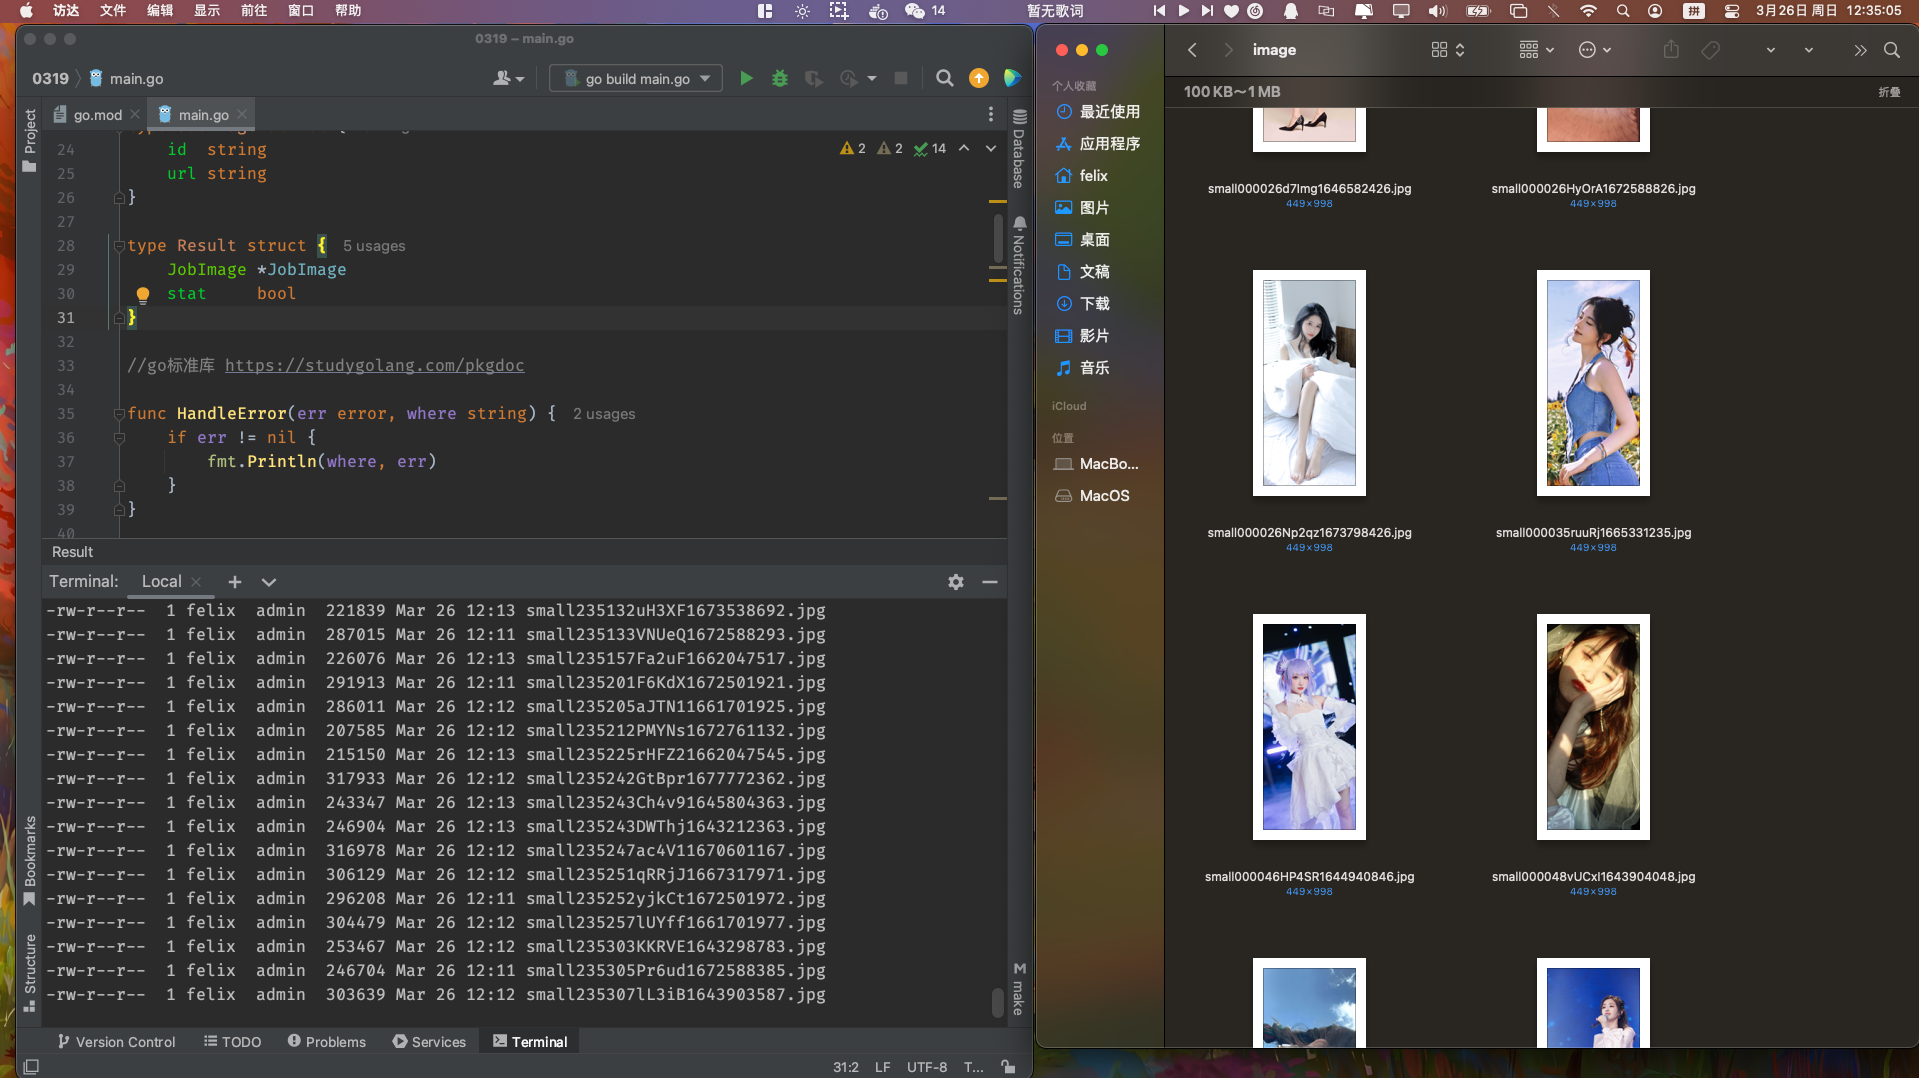 访达 文件 编辑 显示 前往 窗口 帮助 14 暂无歌词 拼 3月26日 周日 12:35:05
0319 – main.go
0319 main.go go build main.go
go.mod main.go
Project
Database
Notifications
24 id string
2 2 14
25 url string
26 }
27
28 type Result struct { 5 usages
29 JobImage *JobImage
30 stat bool
31 }
32
33 //go标准库 https://studygolang.com/pkgdoc
34
35 func HandleError(err error, where string) { 2 usages
36 if err != nil {
37 fmt.Println(where, err)
38 }
39 }
40
Result
Terminal: Local
-rw-r--r-- 1 felix admin 221839 Mar 26 12:13 small235132uH3XF1673538692.jpg
-rw-r--r-- 1 felix admin 287015 Mar 26 12:11 small235133VNUeQ1672588293.jpg
-rw-r--r-- 1 felix admin 226076 Mar 26 12:13 small235157Fa2uF1662047517.jpg
-rw-r--r-- 1 felix admin 291913 Mar 26 12:11 small235201F6KdX1672501921.jpg
-rw-r--r-- 1 felix admin 286011 Mar 26 12:12 small235205aJTN11661701925.jpg
-rw-r--r-- 1 felix admin 207585 Mar 26 12:12 small235212PMYNs1672761132.jpg
-rw-r--r-- 1 felix admin 215150 Mar 26 12:13 small235225rHFZ21662047545.jpg
-rw-r--r-- 1 felix admin 317933 Mar 26 12:12 small235242GtBpr1677772362.jpg
-rw-r--r-- 1 felix admin 243347 Mar 26 12:13 small235243Ch4v91645804363.jpg
-rw-r--r-- 1 felix admin 246904 Mar 26 12:13 small235243DWThj1643212363.jpg
-rw-r--r-- 1 felix admin 316978 Mar 26 12:12 small235247ac4V11670601167.jpg
-rw-r--r-- 1 felix admin 306129 Mar 26 12:12 small235251qRRjJ1667317971.jpg
-rw-r--r-- 1 felix admin 296208 Mar 26 12:11 small235252yjkCt1672501972.jpg
-rw-r--r-- 1 felix admin 304479 Mar 26 12:12 small235257lUYff1661701977.jpg
-rw-r--r-- 1 felix admin 253467 Mar 26 12:12 small235303KKRVE1643298783.jpg
-rw-r--r-- 1 felix admin 246704 Mar 26 12:11 small235305Pr6ud1672588385.jpg
-rw-r--r-- 1 felix admin 303639 Mar 26 12:12 small235307lL3iB1643903587.jpg
Bookmarks
Structure
M make
Version Control TODO Problems Services Terminal
31:2 LF UTF-8 T...
个人收藏
最近使用
应用程序
felix
图片
桌面
文稿
下载
影片
音乐
iCloud
位置
MacBo...
MacOS
image
100 KB～1 MB 折叠
small000026d7Img1646582426.jpg small000026HyOrA1672588826.jpg
449×998 449×998
small000026Np2qz1673798426.jpg small000035ruuRj1665331235.jpg
449×998 449×998
small000046HP4SR1644940846.jpg small000048vUCxI1643904048.jpg
449×998 449×998